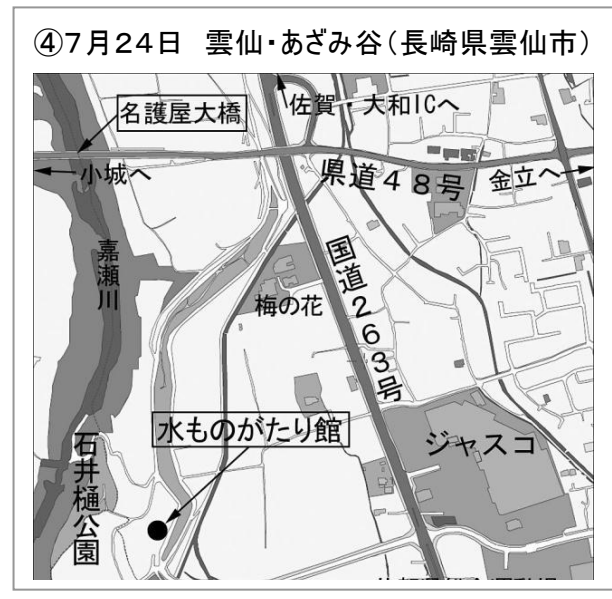 ④7月24日　雲仙・あざみ谷(長崎県雲仙市)
名護屋大橋
佐賀・大和ICへ
小城へ
県道48号
金立へ
嘉瀬川
国道263号
梅の花
水ものがたり館
ジャスコ
石井樋公園